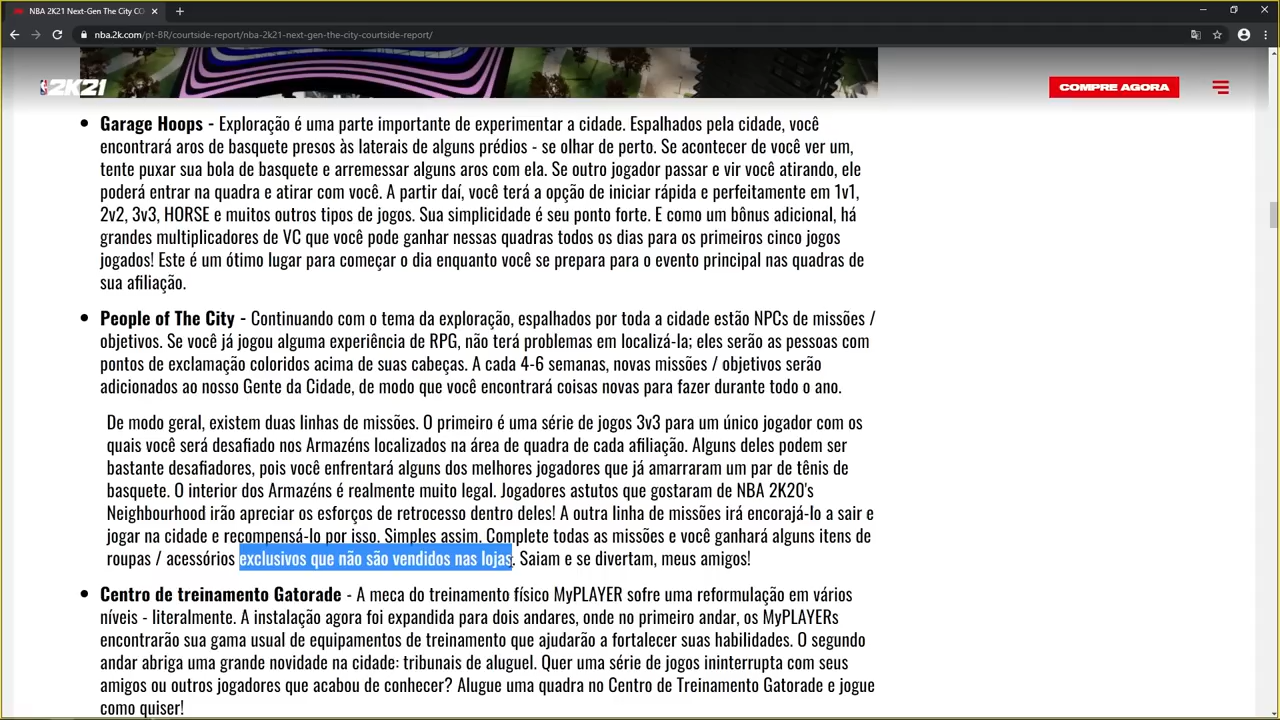 NBA 2K21 Next-Gen The City CO
nba.2k.com/pt-BR/courtside-report/nba-2k21-next-gen-the-city-courtside-report/
2K21
COMPRE AGORA
Garage Hoops - Exploração é uma parte importante de experimentar a cidade. Espalhados pela cidade, você
encontrará aros de basquete presos às laterais de alguns prédios - se olhar de perto. Se acontecer de você ver um,
tente puxar sua bola de basquete e arremessar alguns aros com ela. Se outro jogador passar e vir você atirando, ele
poderá entrar na quadra e atirar com você. A partir daí, você terá a opção de iniciar rápida e perfeitamente em 1v1,
2v2, 3v3, HORSE e muitos outros tipos de jogos. Sua simplicidade é seu ponto forte. E como um bônus adicional, há
grandes multiplicadores de VC que você pode ganhar nessas quadras todos os dias para os primeiros cinco jogos
jogados! Este é um ótimo lugar para começar o dia enquanto você se prepara para o evento principal nas quadras de
sua afiliação.
People of The City - Continuando com o tema da exploração, espalhados por toda a cidade estão NPCs de missões /
objetivos. Se você já jogou alguma experiência de RPG, não terá problemas em localizá-la; eles serão as pessoas com
pontos de exclamação coloridos acima de suas cabeças. A cada 4-6 semanas, novas missões / objetivos serão
adicionados ao nosso Gente da Cidade, de modo que você encontrará coisas novas para fazer durante todo o ano.
De modo geral, existem duas linhas de missões. O primeiro é uma série de jogos 3v3 para um único jogador com os
quais você será desafiado nos Armazéns localizados na área de quadra de cada afiliação. Alguns deles podem ser
bastante desafiadores, pois você enfrentará alguns dos melhores jogadores que já amarraram um par de tênis de
basquete. O interior dos Armazéns é realmente muito legal. Jogadores astutos que gostaram de NBA 2K20's
Neighbourhood irão apreciar os esforços de retrocesso dentro deles! A outra linha de missões irá encorajá-lo a sair e
jogar na cidade e recompensá-lo por isso. Simples assim. Complete todas as missões e você ganhará alguns itens de
roupas / acessórios exclusivos que não são vendidos nas lojas. Saiam e se divertam, meus amigos!
Centro de treinamento Gatorade - A meca do treinamento físico MyPLAYER sofre uma reformulação em vários
níveis - literalmente. A instalação agora foi expandida para dois andares, onde no primeiro andar, os MyPLAYERs
encontrarão sua gama usual de equipamentos de treinamento que ajudarão a fortalecer suas habilidades. O segundo
andar abriga uma grande novidade na cidade: tribunais de aluguel. Quer uma série de jogos ininterrupta com seus
amigos ou outros jogadores que acabou de conhecer? Alugue uma quadra no Centro de Treinamento Gatorade e jogue
como quiser!